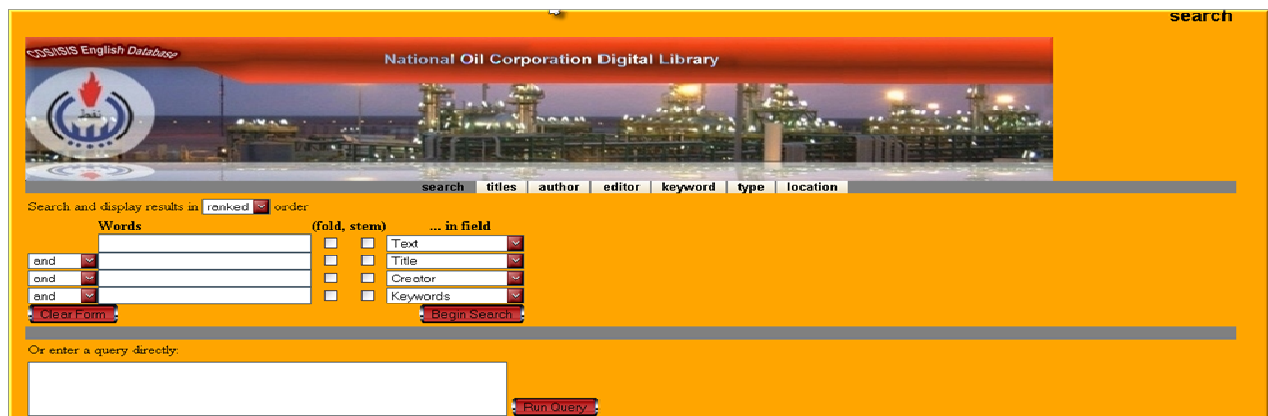 search
CDS/ISIS English Database
National Oil Corporation Digital Library
search titles author editor keyword type location
Search and display results in ranked order
Words (fold, stem) ... in field
Text
and Title
and Creator
and Keywords
Clear Form Begin Search
Or enter a query directly:
Run Query